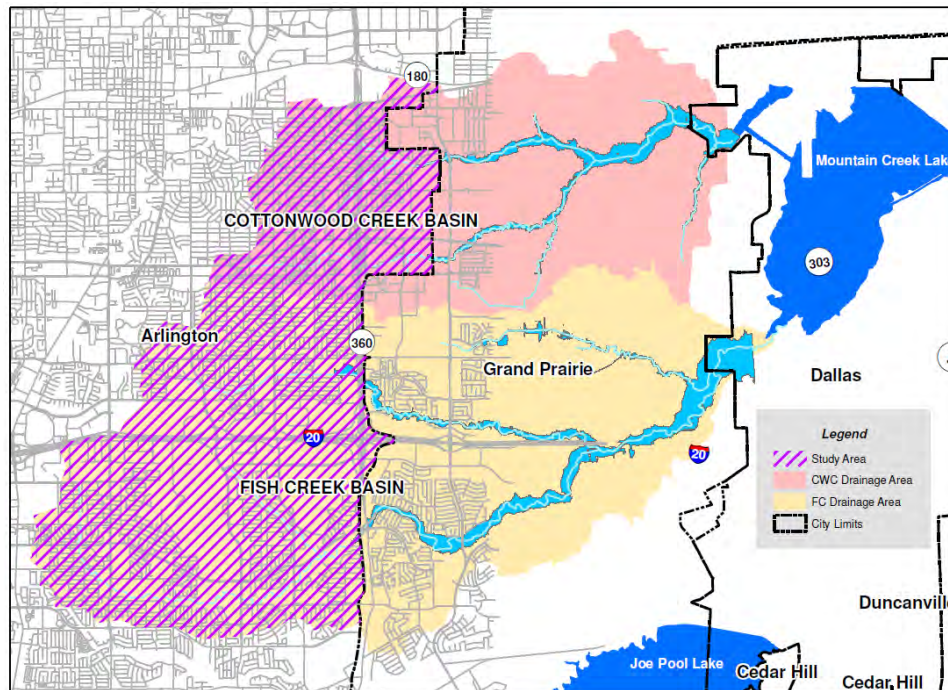 180
Mountain Creek Lak
COTTONWOOD CREEK BASIN
303
Arlington
360
Grand Prairie
Dallas
20
20
FISH CREEK BASIN
Legend
Study Area
CWC Drainage Area
FC Drainage Area
City Limits
Duncanvill
Joe Pool Lake
Cedar Hill
Cedar Hill